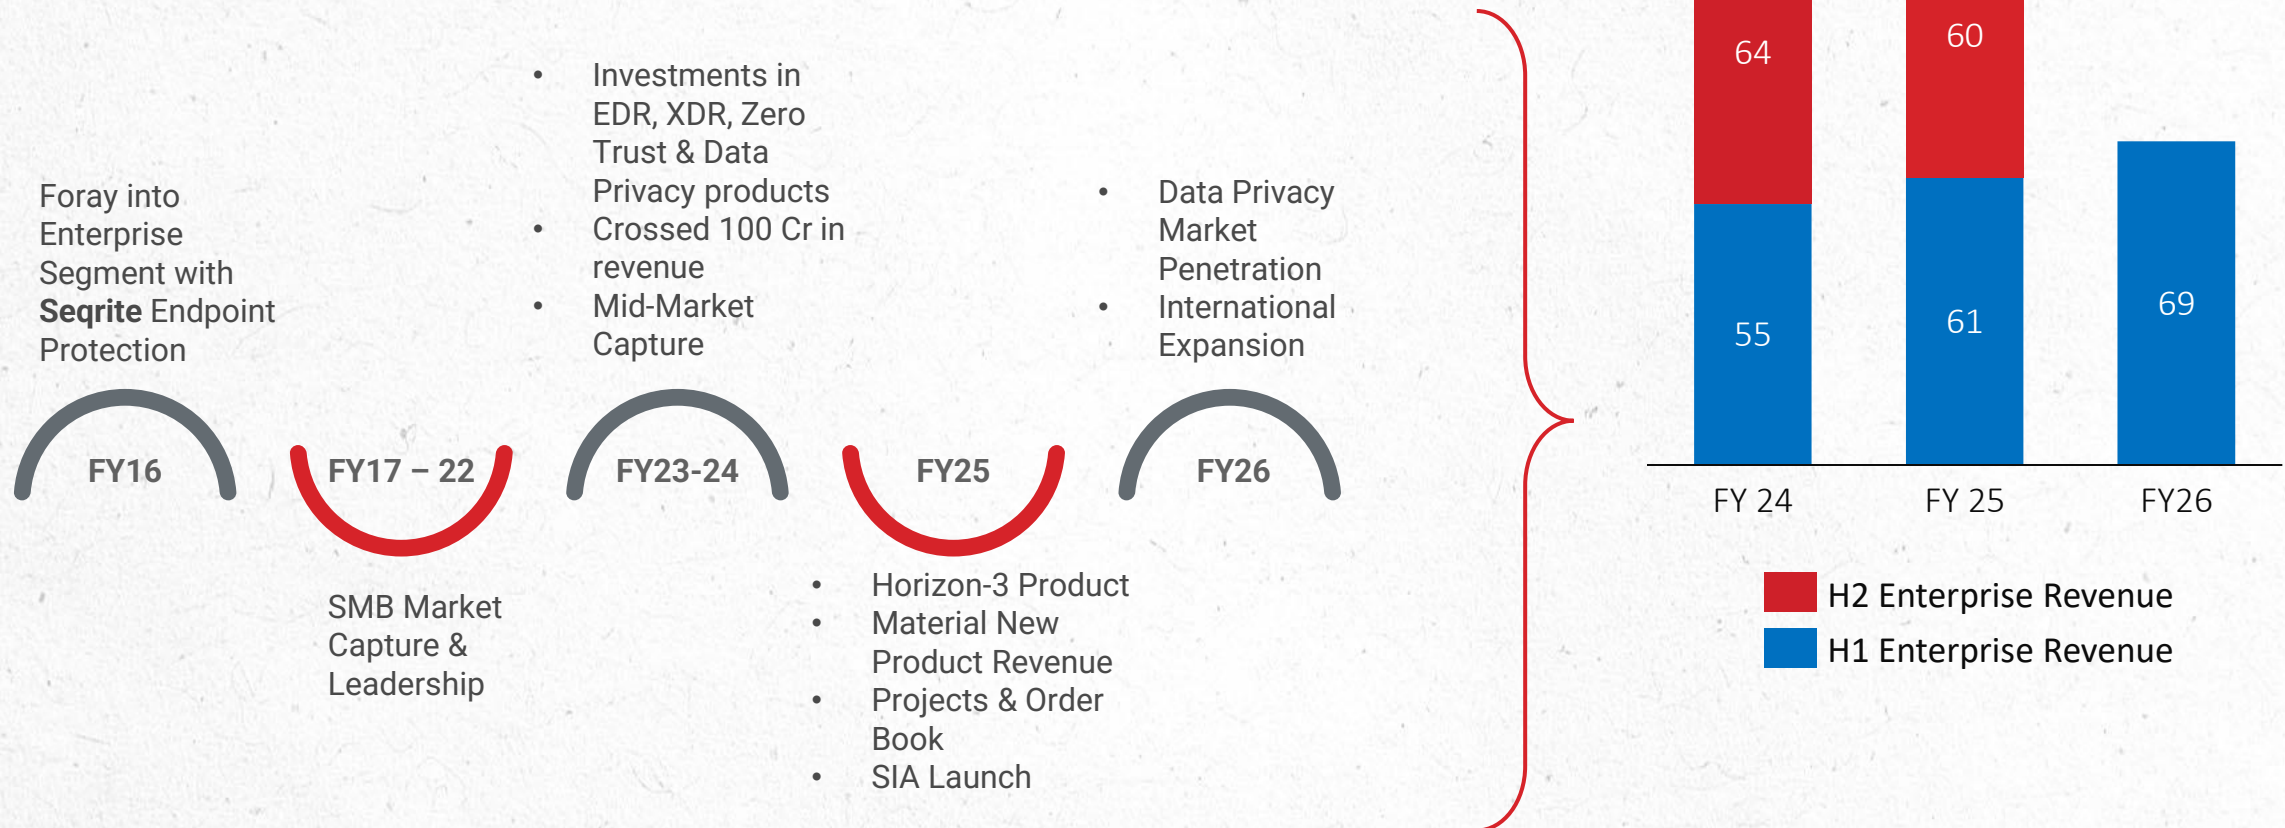 Foray into
Enterprise
Segment with
Seqrite Endpoint
Protection
FY16
FY17 – 22
SMB Market
Capture &
Leadership
• Investments in
EDR, XDR, Zero
Trust & Data
Privacy products
• Crossed 100 Cr in
revenue
• Mid-Market
Capture
FY23-24
FY25
• Horizon-3 Product
• Material New
Product Revenue
• Projects & Order
Book
• SIA Launch
• Data Privacy
Market
Penetration
• International
Expansion
FY26
64
60
55
61
69
FY 24
FY 25
FY26
H2 Enterprise Revenue
H1 Enterprise Revenue